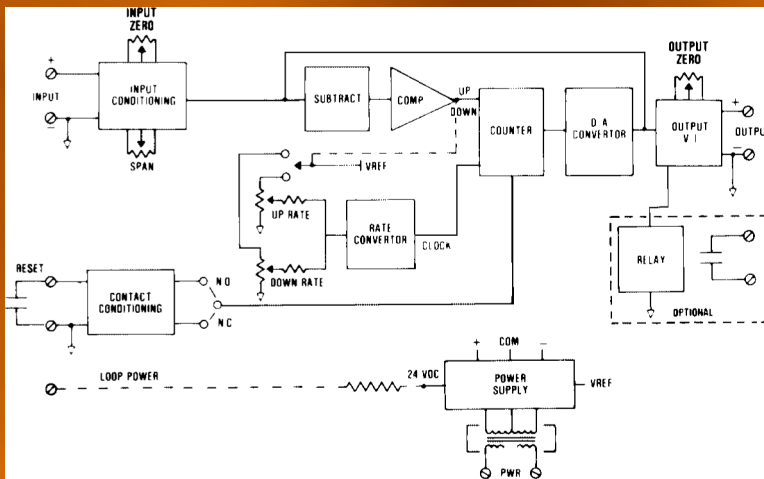 INPUT
ZERO
+
INPUT
−
INPUT
CONDITIONING
SPAN
SUBTRACT
COMP
UP
DOWN
COUNTER
D A
CONVERTOR
OUTPUT
ZERO
OUTPUT
V I
+
OUTPU
−
VREF
UP RATE
DOWN RATE
RATE
CONVERTOR
CLOCK
RELAY
OPTIONAL
RESET
CONTACT
CONDITIONING
NO
NC
LOOP POWER
24 VDC
+ COM −
POWER
SUPPLY
VREF
PWR